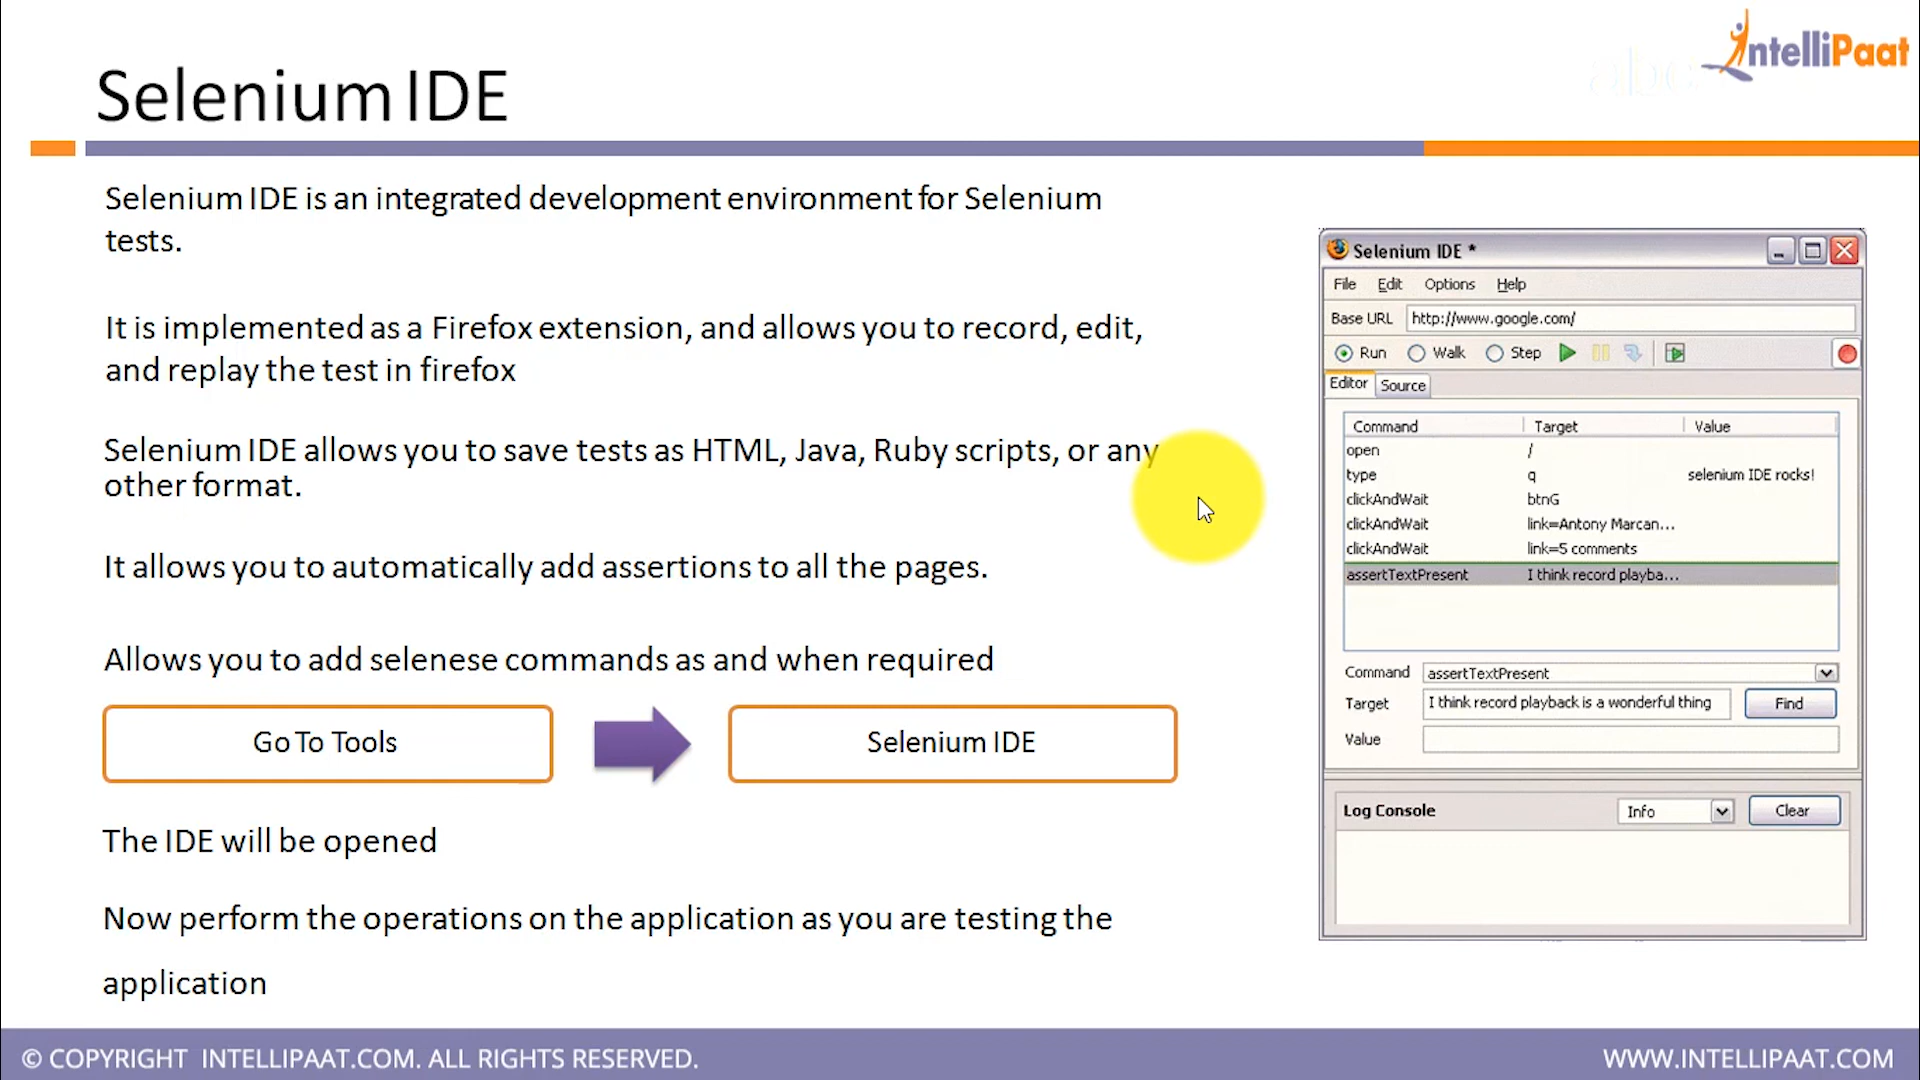 IntelliPaat
Selenium IDE
Selenium IDE is an integrated development environment for Selenium
tests.
It is implemented as a Firefox extension, and allows you to record, edit,
and replay the test in firefox
Selenium IDE allows you to save tests as HTML, Java, Ruby scripts, or any
other format.
It allows you to automatically add assertions to all the pages.
Allows you to add selenese commands as and when required
Go To Tools
Selenium IDE
The IDE will be opened
Now perform the operations on the application as you are testing the
application
Selenium IDE *
File Edit Options Help
Base URL http://www.google.com/
Run Walk Step
Editor Source
Command Target Value
open /
type q selenium IDE rocks!
clickAndWait btnG
clickAndWait link=Antony Marcan...
clickAndWait link=5 comments
assertTextPresent I think record playba...
Command assertTextPresent
Target I think record playback is a wonderful thing Find
Value
Log Console Info Clear
© COPYRIGHT INTELLIPAAT.COM. ALL RIGHTS RESERVED.
WWW.INTELLIPAAT.COM